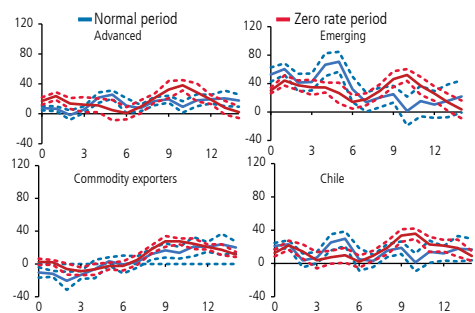 Normal period
Zero rate period
Advanced
120
80
40
0
-40
0 3 6 9 12
Emerging
120
80
40
0
-40
0 3 6 9 12
Commodity exporters
120
80
40
0
-40
0 3 6 9 12
Chile
120
80
40
0
-40
0 3 6 9 12